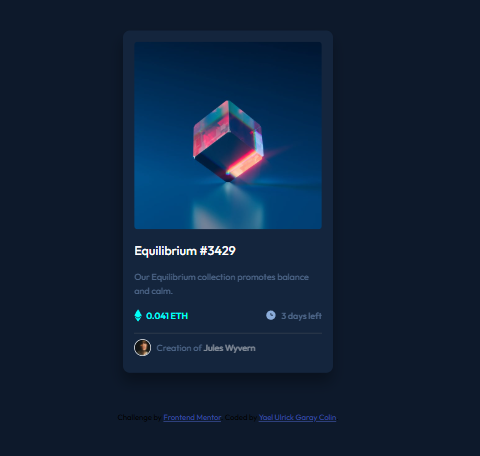 Equilibrium #3429
Our Equilibrium collection promotes balance
and calm.
0.041 ETH
3 days left
Creation of Jules Wyvern
Challenge by Frontend Mentor. Coded by Yael Ulrick Garay Colin